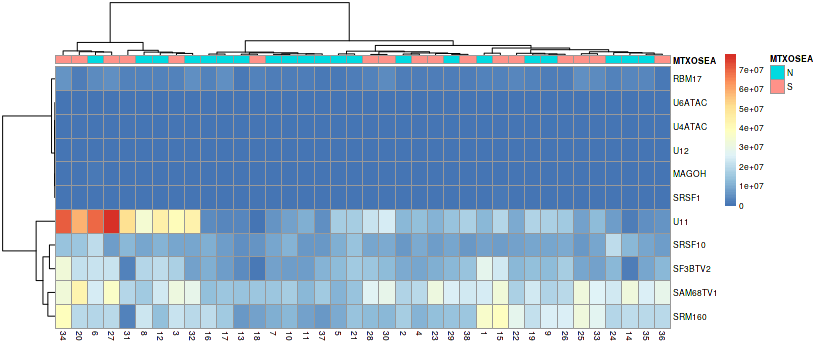 MTXOSEA
RBM17
U6ATAC
U4ATAC
U12
MAGOH
SRSF1
U11
SRSF10
SF3BTV2
SAM68TV1
SRM160
34 20 6 27 31 8 12 3 32 16 17 13 18 7 10 11 37 5 21 28 30 2 4 23 29 38 1 15 22 19 9 26 25 33 24 14 35 36
7e+07
6e+07
5e+07
4e+07
3e+07
2e+07
1e+07
0
MTXOSEA
N
S